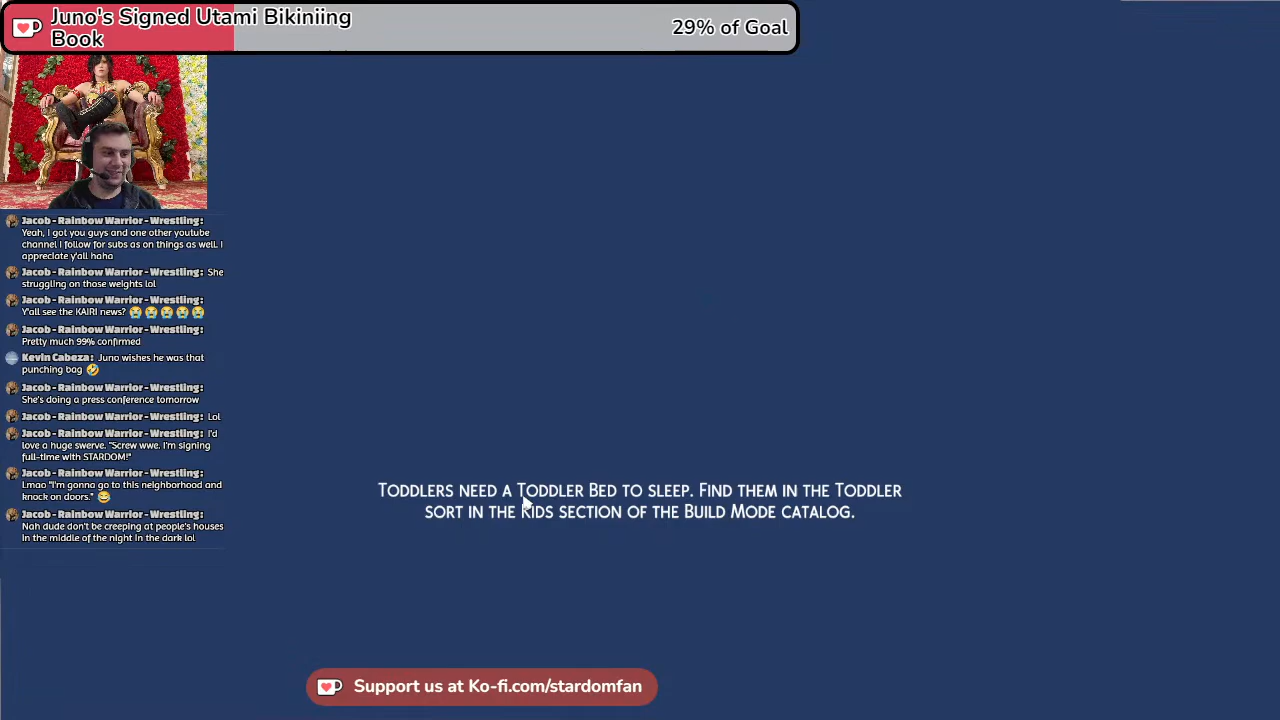 Juno's Signed Utami Bikiniing
Book
29% of Goal
Jacob - Rainbow Warrior - Wrestling:
Yeah, I got you guys and one other youtube
channel I follow for subs as on things as well. I
appreciate y'all haha
Jacob - Rainbow Warrior - Wrestling: She
struggling on those weights lol
Jacob - Rainbow Warrior - Wrestling:
Y'all see the KAIRI news? 😭😭😭😭😭
Jacob - Rainbow Warrior - Wrestling:
Pretty much 99% confirmed
Kevin Cabeza: Juno wishes he was that
punching bag 🤣
Jacob - Rainbow Warrior - Wrestling:
She's doing a press conference tomorrow
Jacob - Rainbow Warrior - Wrestling: Lol
Jacob - Rainbow Warrior - Wrestling: I'd
love a huge swerve. "Screw wwe. I'm signing
full-time with STARDOM!"
Jacob - Rainbow Warrior - Wrestling:
Lmao "I'm gonna go to this neighborhood and
knock on doors." 😂
Jacob - Rainbow Warrior - Wrestling:
Nah dude don't be creeping at people's houses
in the middle of the night in the dark lol
Toddlers need a Toddler Bed to sleep. Find them in the Toddler
sort in the Kids section of the Build Mode catalog.
Support us at Ko-fi.com/stardomfan